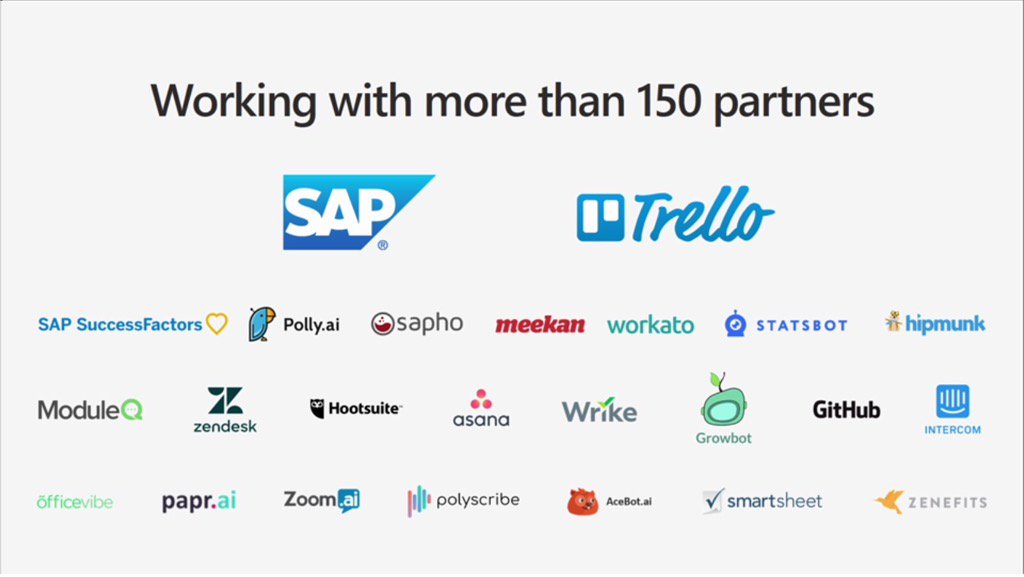 Working with more than 150 partners
SAP ® Trello
SAP SuccessFactors Polly.ai sapho meekan workato STATSBOT hipmunk
ModuleQ zendesk Hootsuite™ asana Wrike Growbot GitHub INTERCOM
officevibe papr.ai Zoom.ai polyscribe AceBot.ai smartsheet ZENEFITS